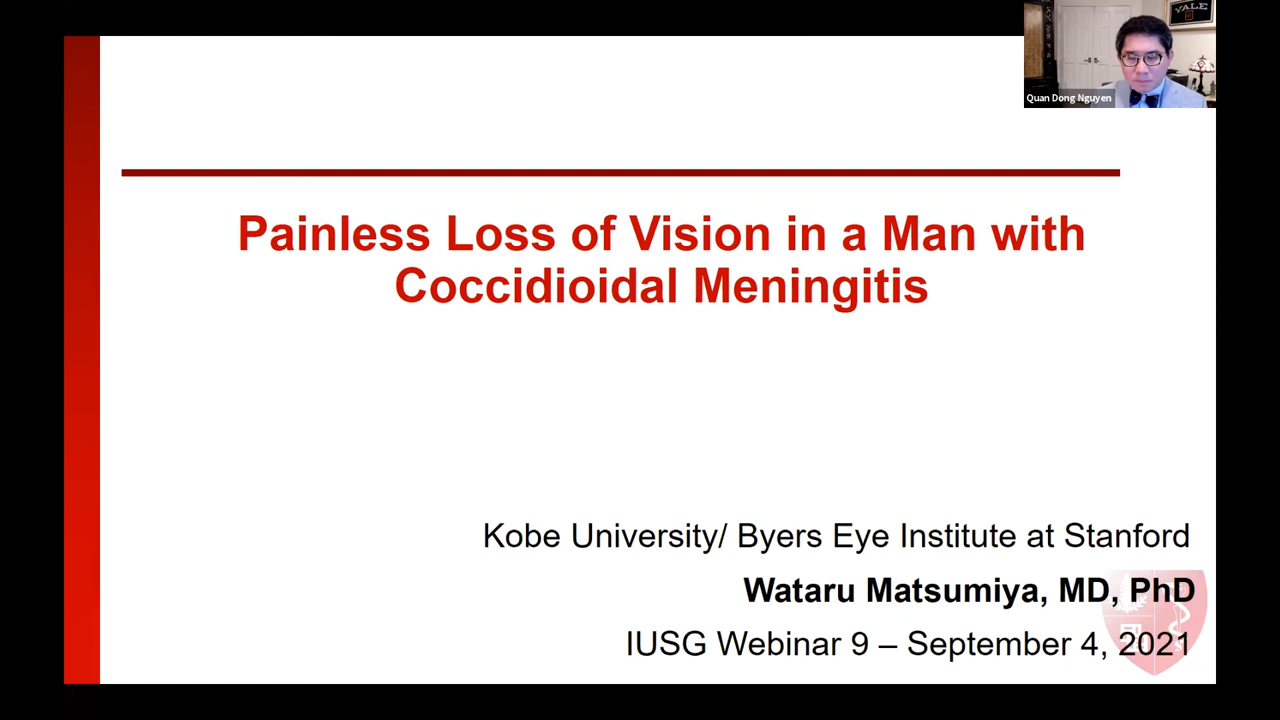 YALE
Quan Dong Nguyen
Painless Loss of Vision in a Man with
Coccidioidal Meningitis
Kobe University/ Byers Eye Institute at Stanford
Wataru Matsumiya, MD, PhD
IUSG Webinar 9 – September 4, 2021